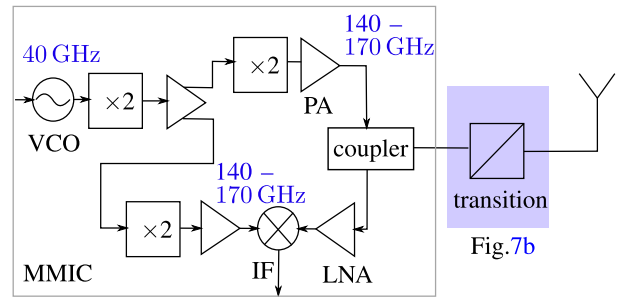 140 –
170 GHz
40 GHz
×2
×2
PA
VCO
coupler
140 –
170 GHz
transition
×2
Fig.7b
MMIC
IF
LNA